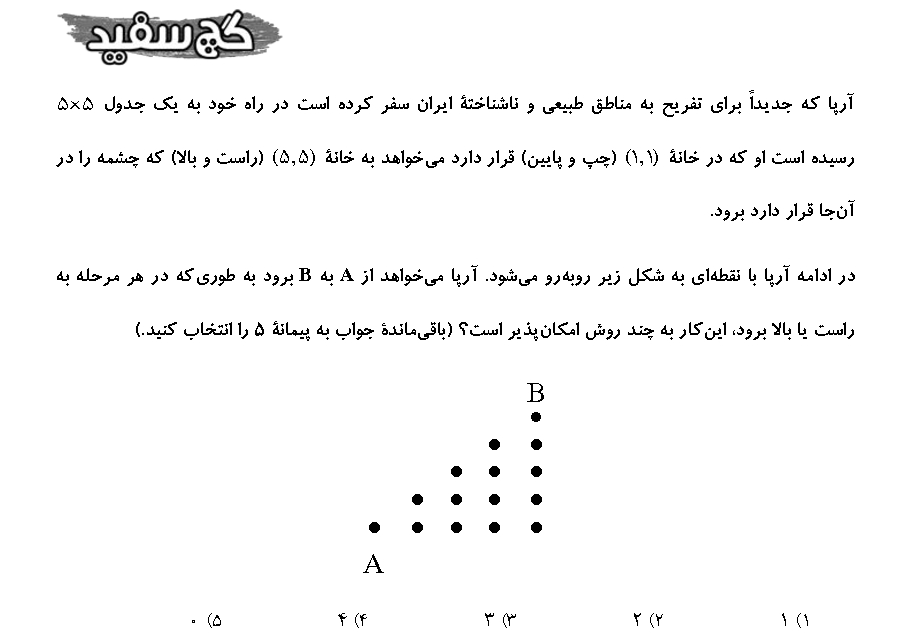 گچ سفید
آرپا که جدیداً برای تفریح به مناطق طبیعی و ناشناختهٔ ایران سفر کرده است در راه خود به یک جدول ۵×۵
رسیده است او که در خانهٔ (۱,۱) (چپ و پایین) قرار دارد می‌خواهد به خانهٔ (۵,۵) (راست و بالا) که چشمه را در
آن‌جا قرار دارد برود.
در ادامه آرپا با نقطه‌ای به شکل زیر روبه‌رو می‌شود. آرپا می‌خواهد از A به B برود به طوری‌که در هر مرحله به
راست یا بالا برود، این‌کار به چند روش امکان‌پذیر است؟ (باقی‌ماندهٔ جواب به پیمانهٔ ۵ را انتخاب کنید.)
B
A
۱) ۱ ۲) ۲ ۳) ۳ ۴) ۴ ۵) ۰